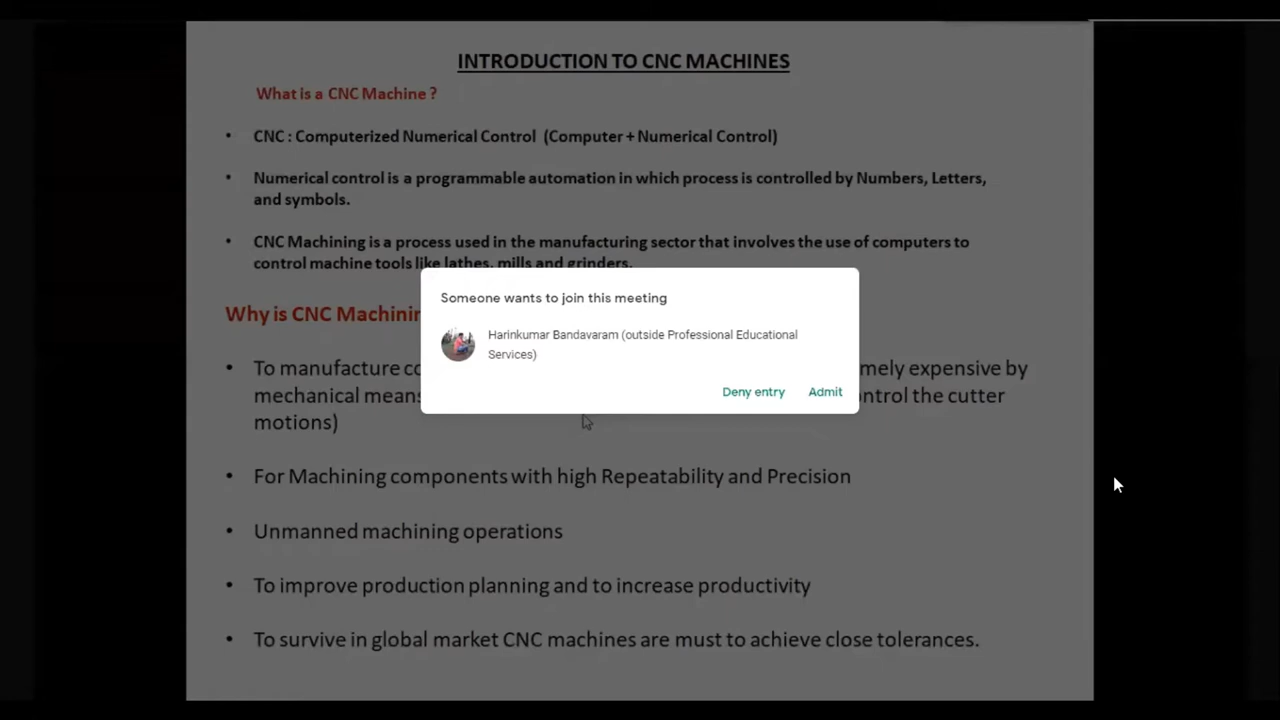 INTRODUCTION TO CNC MACHINES
What is a CNC Machine ?
• CNC : Computerized Numerical Control (Computer + Numerical Control)
• Numerical control is a programmable automation in which process is controlled by Numbers, Letters,
and symbols.
• CNC Machining is a process used in the manufacturing sector that involves the use of computers to
control machine tools like lathes, mills and grinders.
Why is CNC
• To manufacture
mechanical
motions)
expensive by
the cutter
Someone wants to join this meeting
Harinkumar Bandavaram (outside Professional Educational
Services)
Deny entry Admit
• For Machining components with high Repeatability and Precision
• Unmanned machining operations
• To improve production planning and to increase productivity
• To survive in global market CNC machines are must to achieve close tolerances.